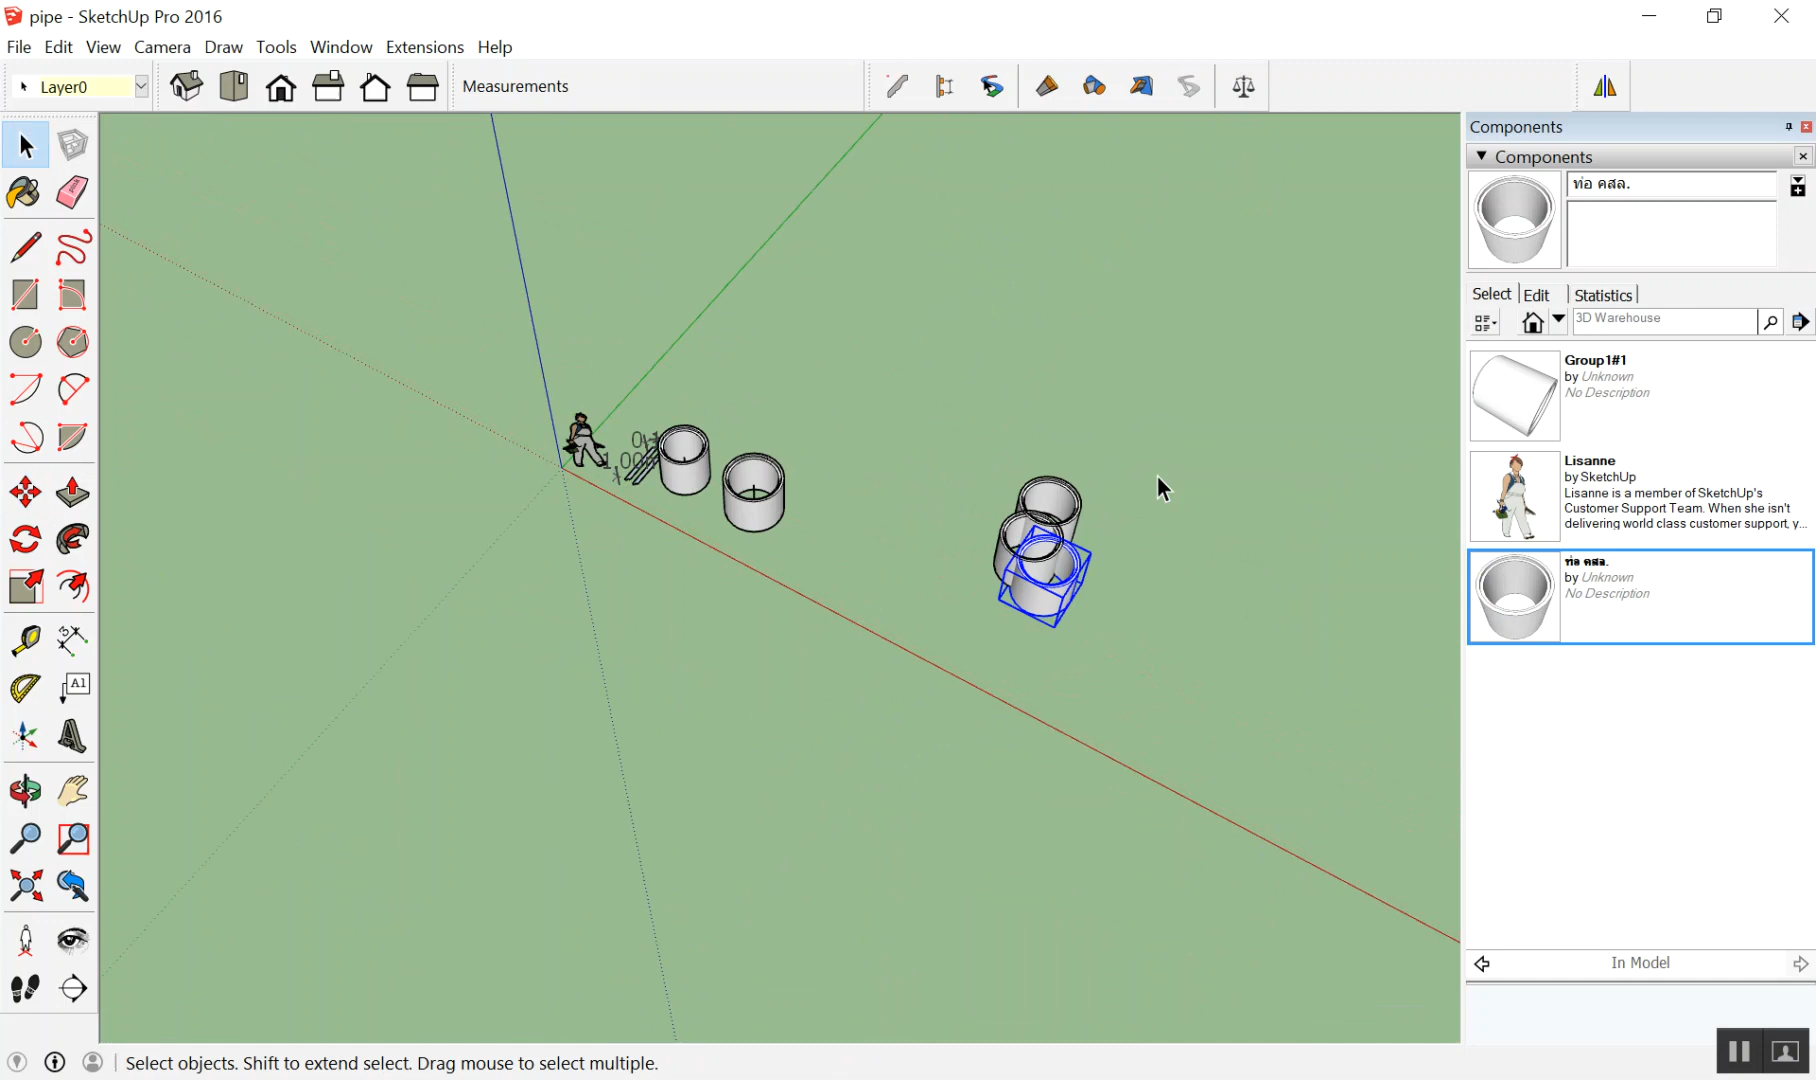 pipe - SketchUp Pro 2016
File Edit View Camera Draw Tools Window Extensions Help
Layer0
Measurements
Components
Components
ท่อ คสล.
Select Edit Statistics
3D Warehouse
Group1#1
by Unknown
No Description
Lisanne
by SketchUp
Lisanne is a member of SketchUp's
Customer Support Team. When she isn't
delivering world class customer support, y...
ท่อ คสล.
by Unknown
No Description
In Model
A1
Select objects. Shift to extend select. Drag mouse to select multiple.